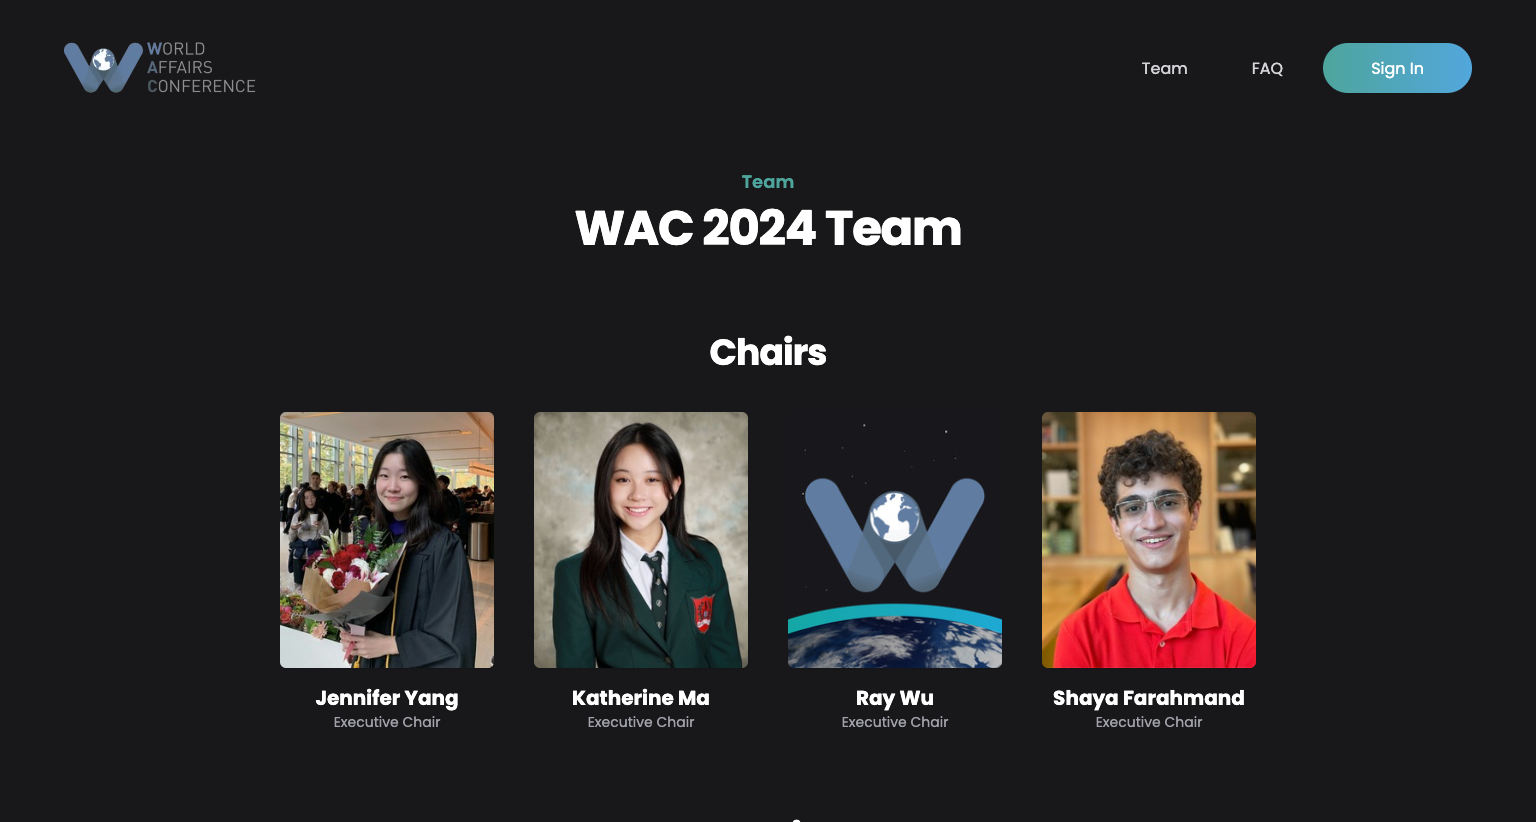 WORLD
AFFAIRS
CONFERENCE
Team
FAQ
Sign In
Team
WAC 2024 Team
Chairs
Jennifer Yang
Executive Chair
Katherine Ma
Executive Chair
Ray Wu
Executive Chair
Shaya Farahmand
Executive Chair